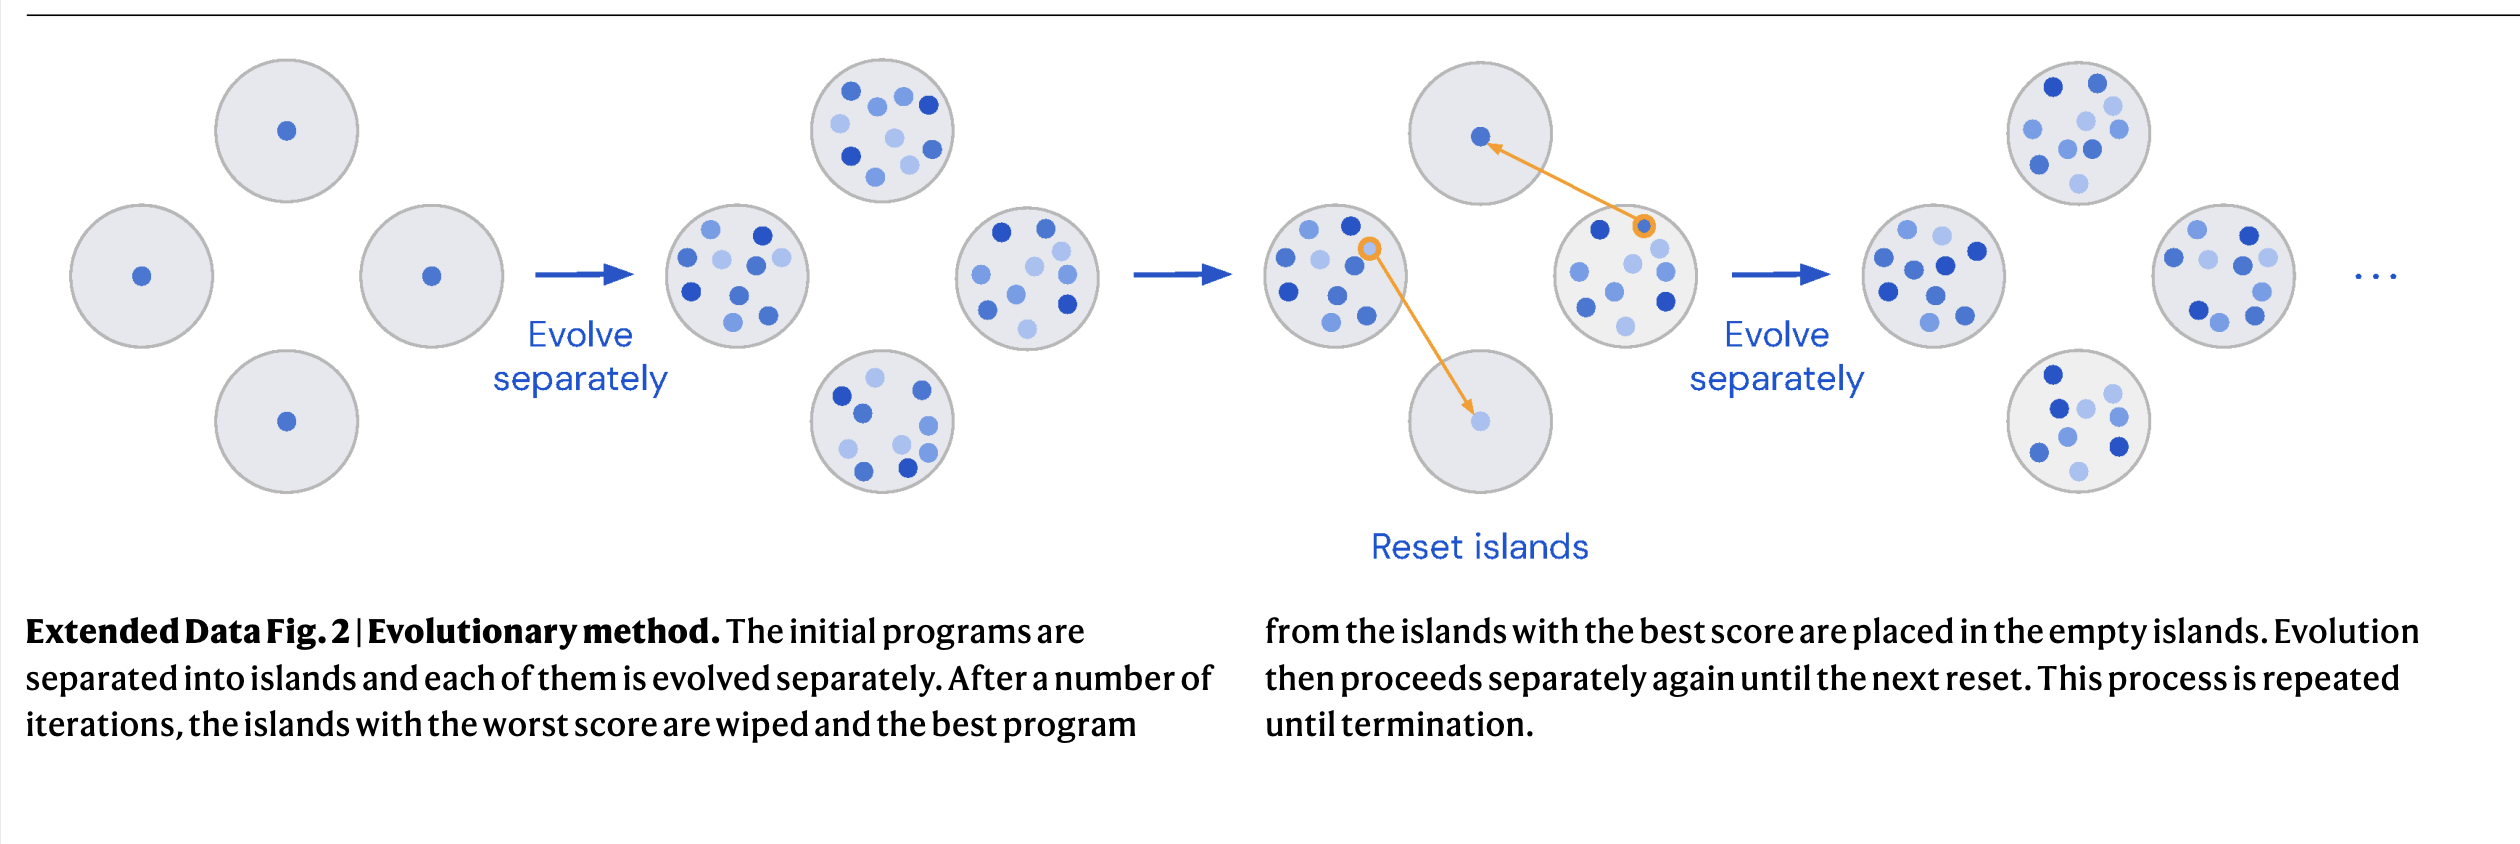 Evolve
separately
Evolve
separately
...
Reset islands
Extended Data Fig. 2 | Evolutionary method. The initial programs are
separated into islands and each of them is evolved separately. After a number of
iterations, the islands with the worst score are wiped and the best program
from the islands with the best score are placed in the empty islands. Evolution
then proceeds separately again until the next reset. This process is repeated
until termination.